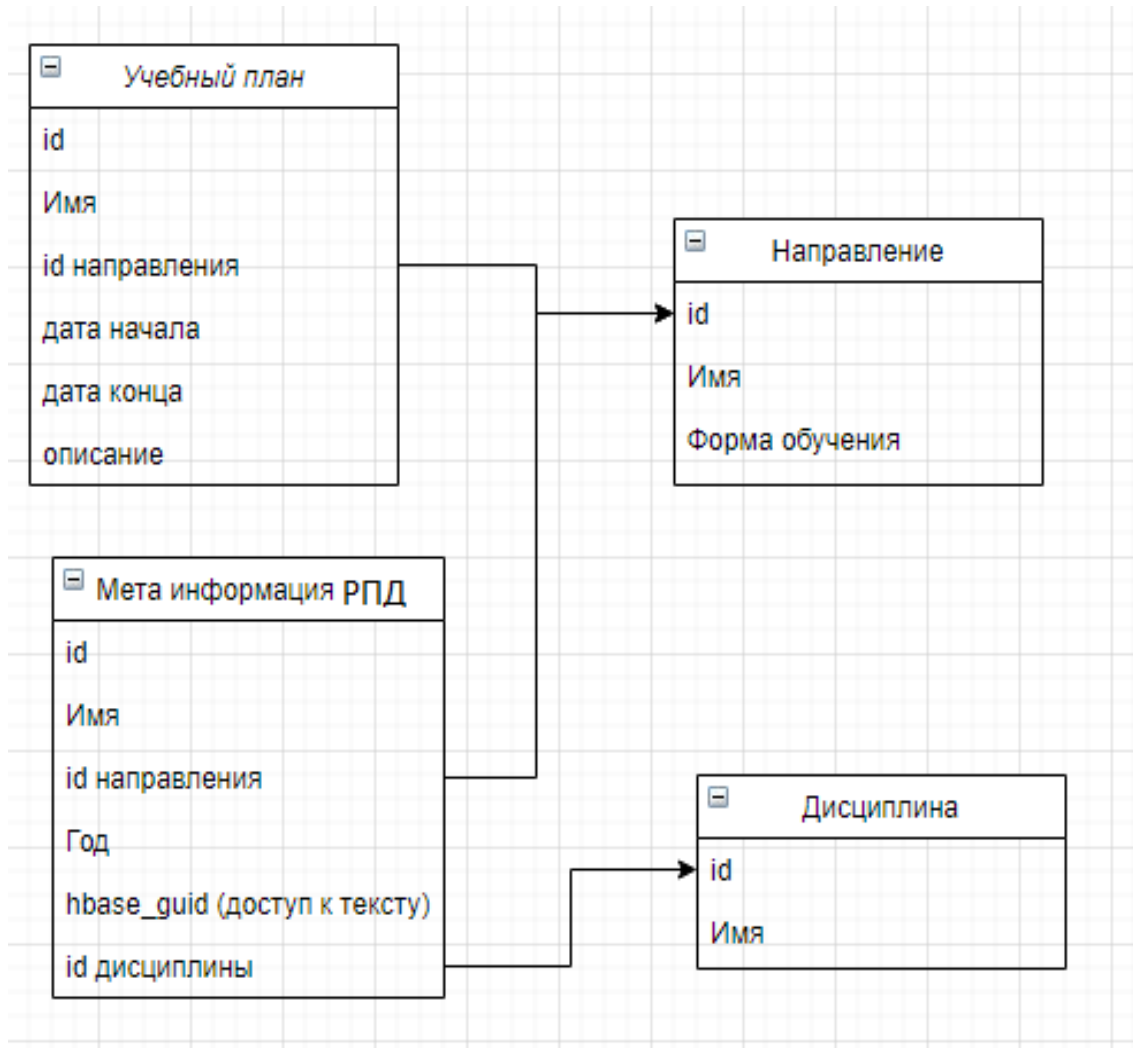 Учебный план
id
Имя
id направления
дата начала
дата конца
описание
Направление
id
Имя
Форма обучения
Мета информация РПД
id
Имя
id направления
Год
hbase_guid (доступ к тексту)
id дисциплины
Дисциплина
id
Имя